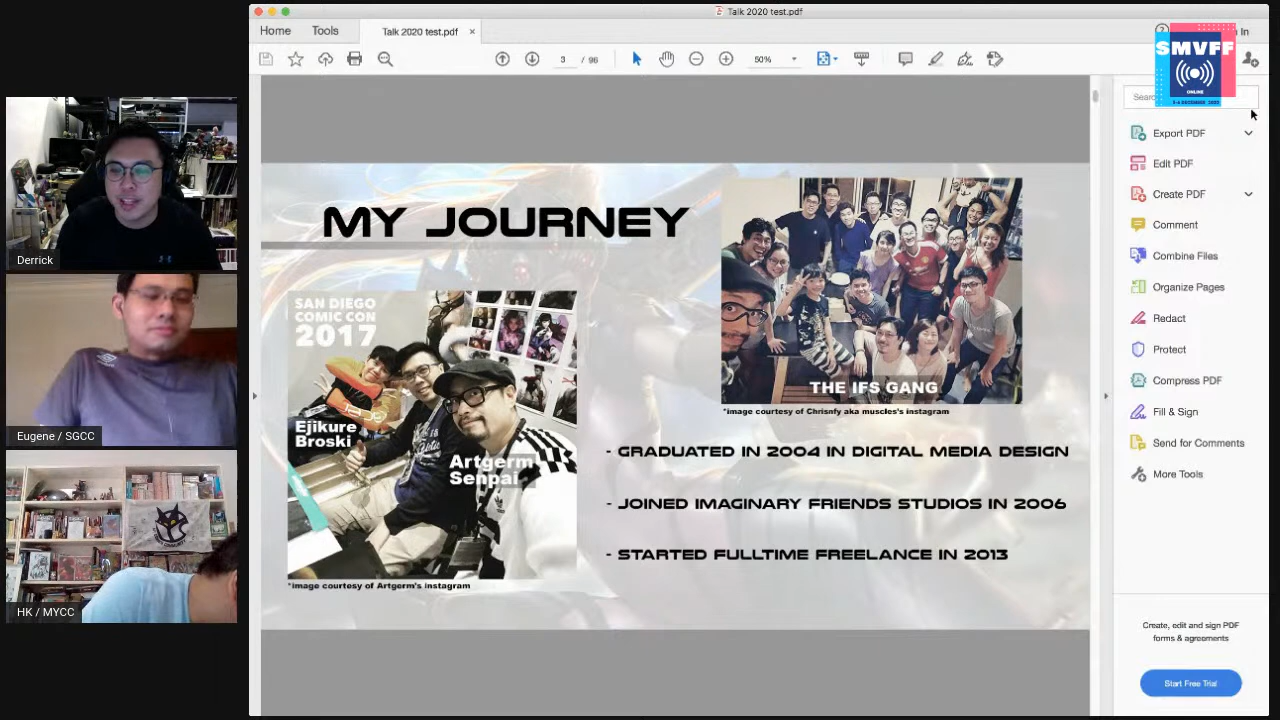 Talk 2020 test.pdf
Home
Tools
Talk 2020 test.pdf ×
3 / 96
50%
In
SMVFF
ONLINE
Export PDF
Edit PDF
Create PDF
Comment
Combine Files
Organize Pages
Redact
Protect
Compress PDF
Fill & Sign
Send for Comments
More Tools
Create, edit and sign PDF
forms & agreements
Start Free Trial
MY JOURNEY
SAN DIEGO
COMIC CON
2017
Ejikure
Broski
Artgerm
Senpai
*image courtesy of Artgerm's instagram
THE IFS GANG
*image courtesy of Chrisnfy aka muscles's instagram
- GRADUATED IN 2004 IN DIGITAL MEDIA DESIGN
- JOINED IMAGINARY FRIENDS STUDIOS IN 2006
- STARTED FULLTIME FREELANCE IN 2013
Derrick
Eugene / SGCC
HK / MYCC